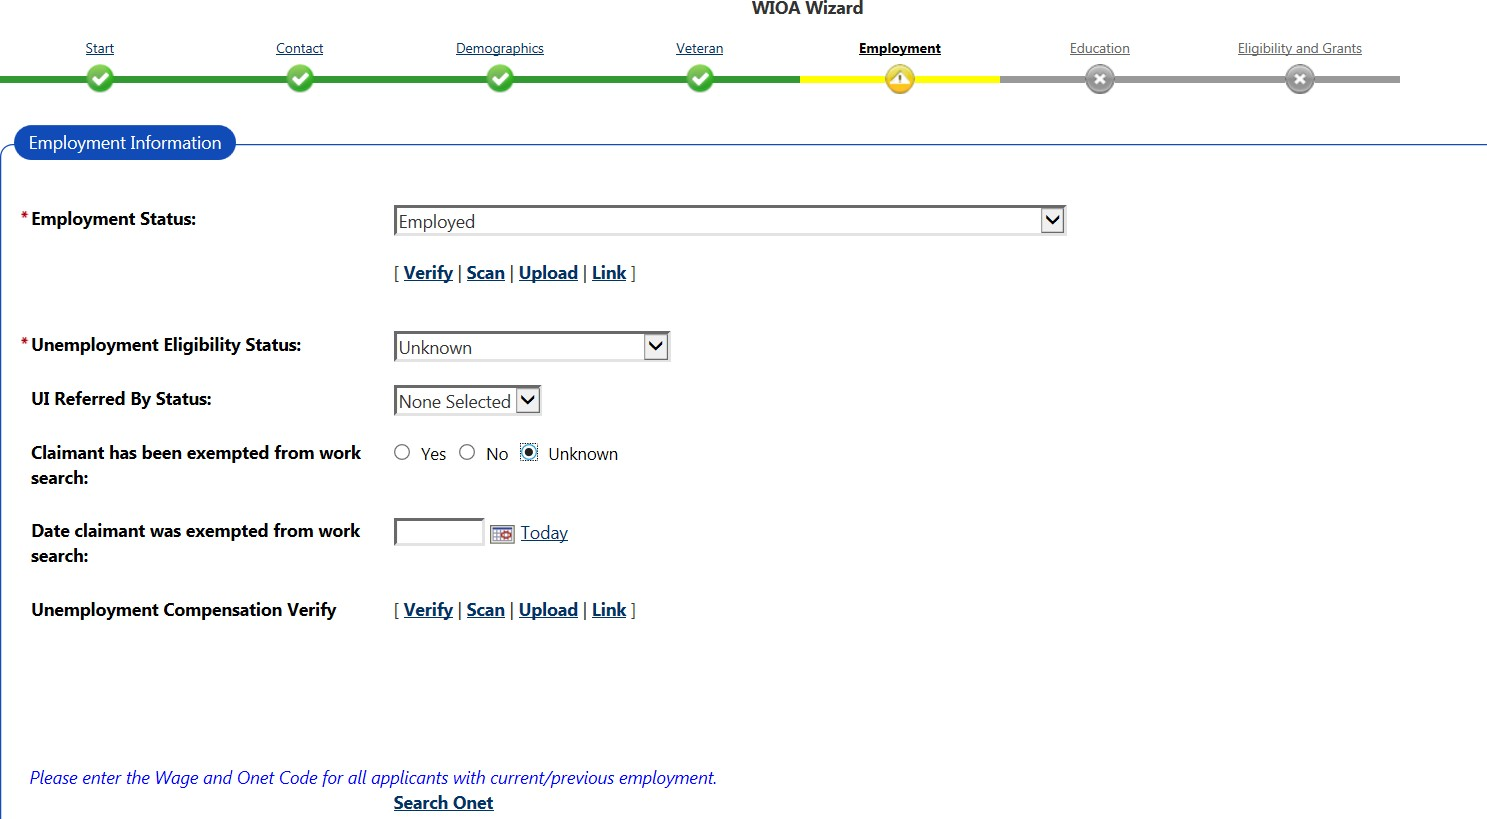 WIOA Wizard
Start Contact Demographics Veteran Employment Education Eligibility and Grants
Employment Information
* Employment Status: Employed
[ Verify | Scan | Upload | Link ]
* Unemployment Eligibility Status: Unknown
UI Referred By Status: None Selected
Claimant has been exempted from work Yes No Unknown
search:
Date claimant was exempted from work Today
search:
Unemployment Compensation Verify [ Verify | Scan | Upload | Link ]
Please enter the Wage and Onet Code for all applicants with current/previous employment.
Search Onet